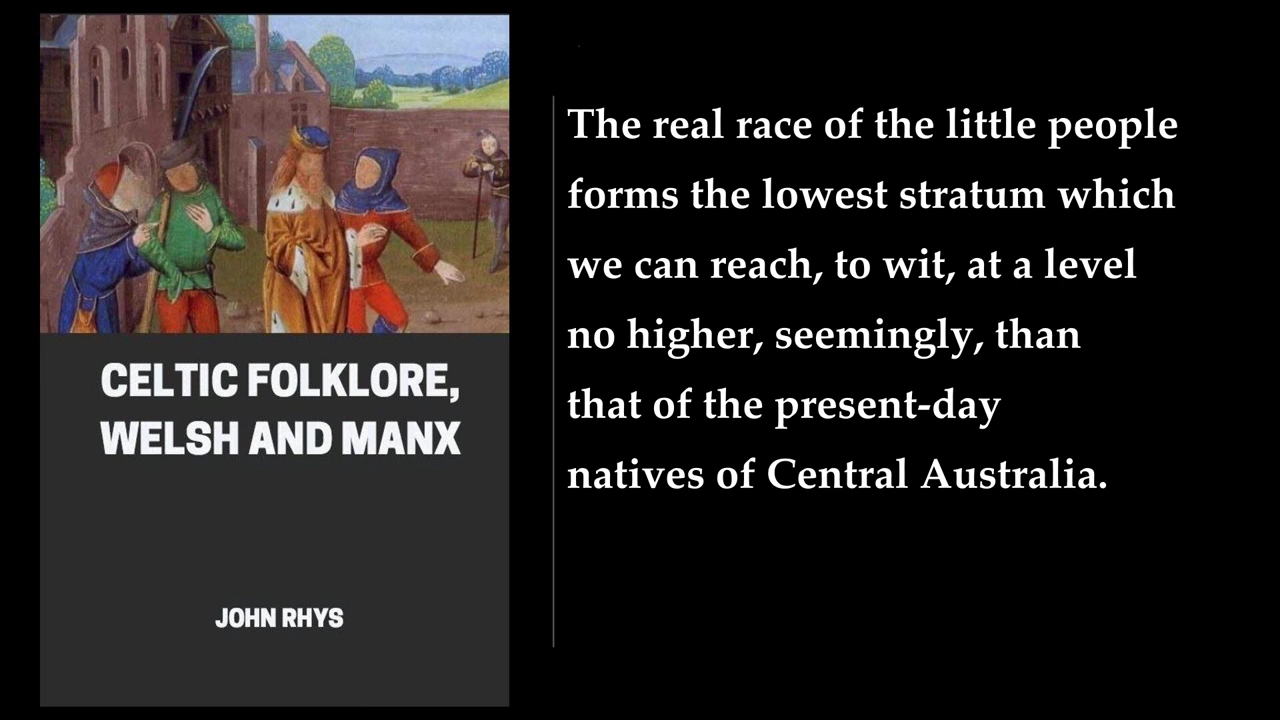 CELTIC FOLKLORE,
WELSH AND MANX
JOHN RHYS
The real race of the little people
forms the lowest stratum which
we can reach, to wit, at a level
no higher, seemingly, than
that of the present-day
natives of Central Australia.